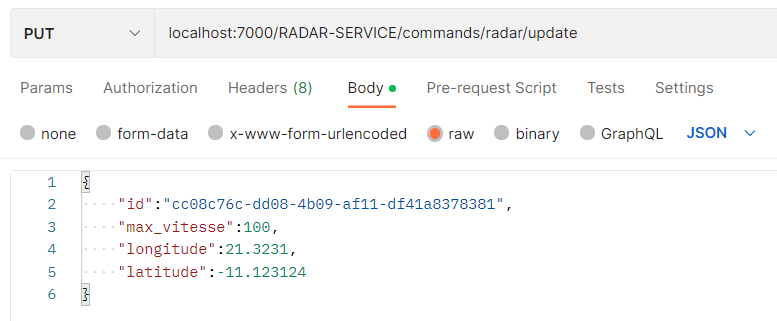 PUT localhost:7000/RADAR-SERVICE/commands/radar/update
Params Authorization Headers (8) Body Pre-request Script Tests Settings
none form-data x-www-form-urlencoded raw binary GraphQL JSON
1 {
2 "id":"cc08c76c-dd08-4b09-af11-df41a8378381",
3 "max_vitesse":100,
4 "longitude":21.3231,
5 "latitude":-11.123124
6 }